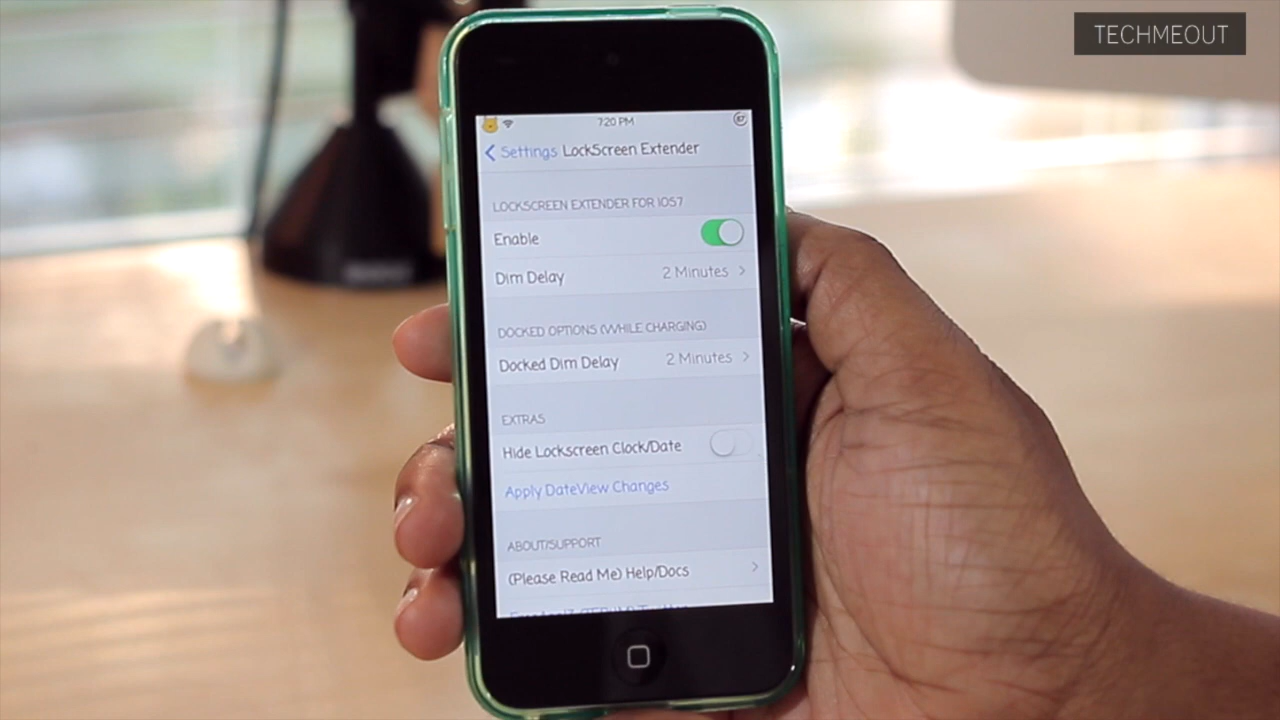 TECHMEOUT
7:20 PM
67
Settings LockScreen Extender
LOCKSCREEN EXTENDER FOR IOS7
Enable
Dim Delay 2 Minutes
DOCKED OPTIONS (WHILE CHARGING)
Docked Dim Delay 2 Minutes
EXTRAS
Hide Lockscreen Clock/Date
Apply DateView Changes
ABOUT/SUPPORT
(Please Read Me) Help/Docs